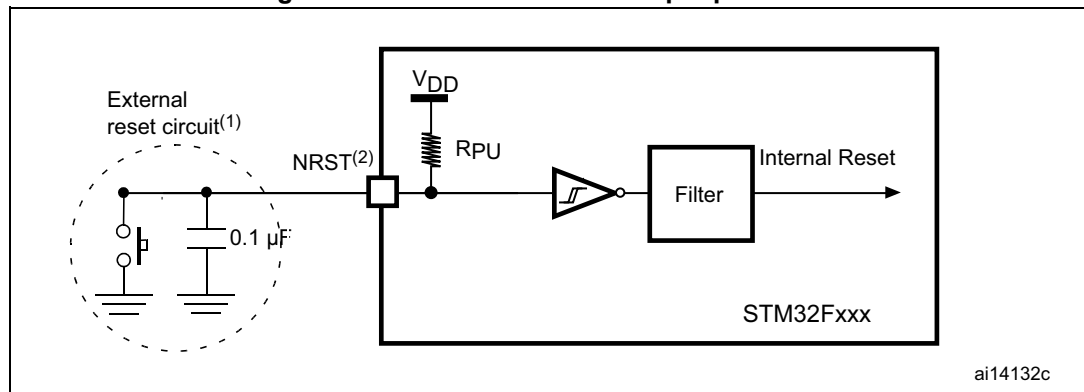 VDD
External
reset circuit(1)
NRST(2)
RPU
Internal Reset
Filter
0.1 µF
STM32Fxxx
ai14132c